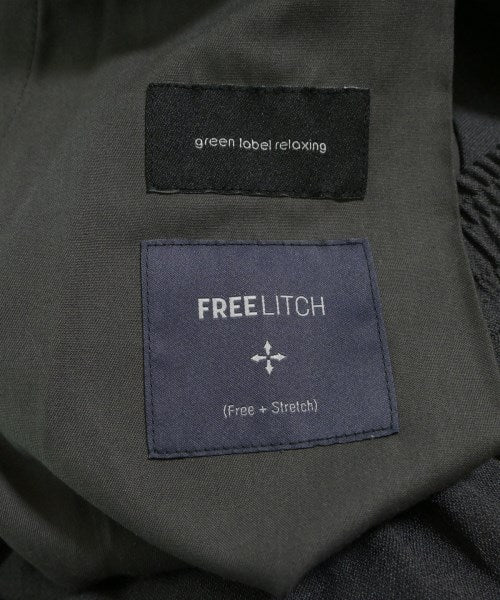 green label relaxing
FREELITCH
(Free + Stretch)